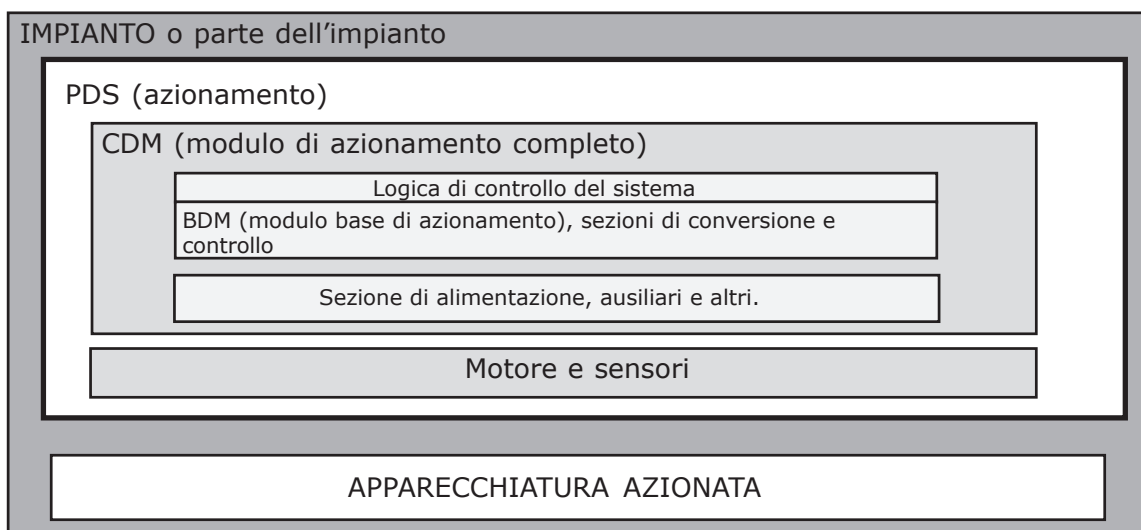 IMPIANTO o parte dell’impianto
PDS (azionamento)
CDM (modulo di azionamento completo)
Logica di controllo del sistema
BDM (modulo base di azionamento), sezioni di conversione e
controllo
Sezione di alimentazione, ausiliari e altri.
Motore e sensori
APPARECCHIATURA AZIONATA